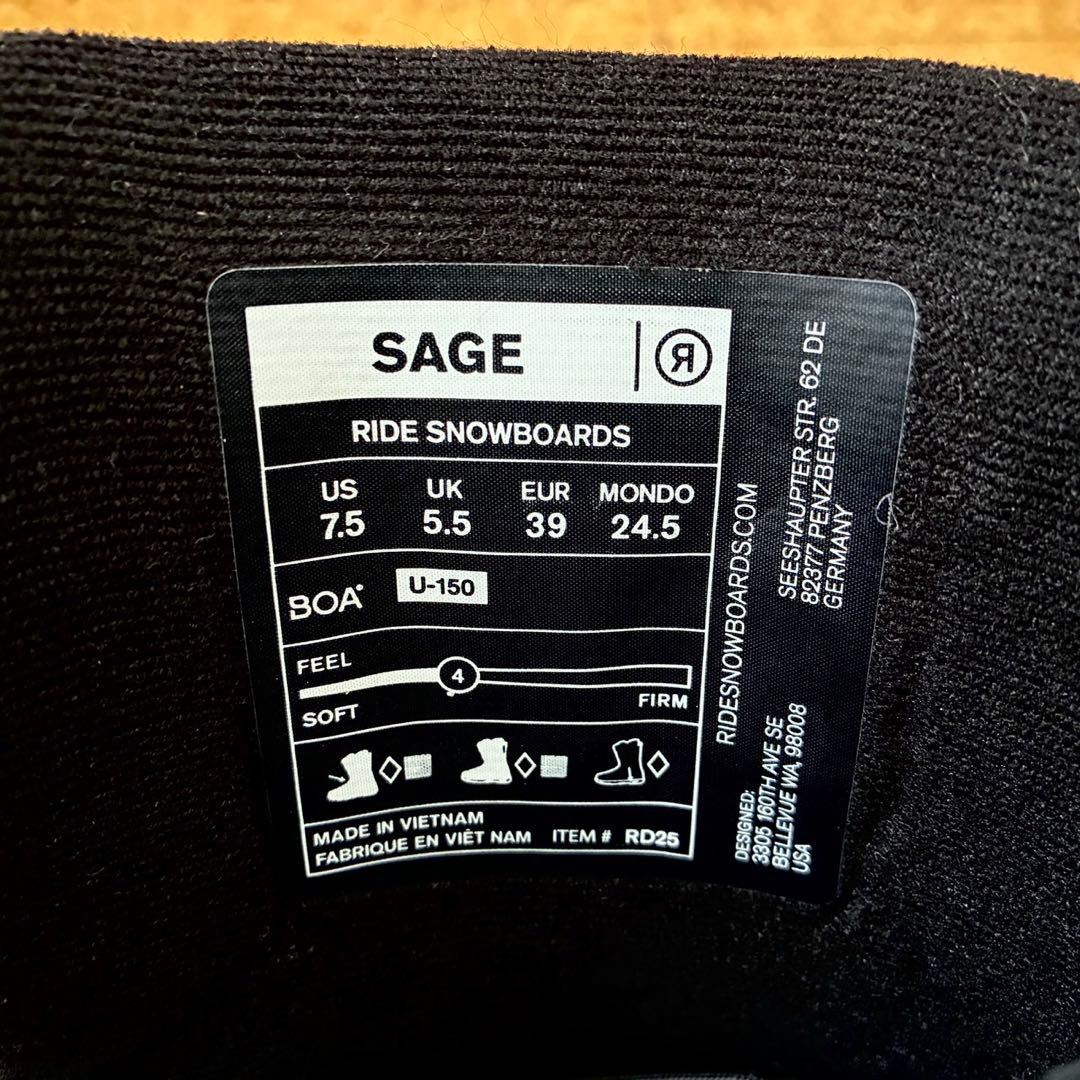 SAGE
RIDE SNOWBOARDS
US UK EUR MONDO
7.5 5.5 39 24.5
BOA® U-150
FEEL
4
SOFT FIRM
MADE IN VIETNAM
FABRIQUE EN VIÊT NAM ITEM # RD25
RIDESNOWBOARDS.COM
SEESHAUPTER STR. 62 DE
82377 PENZBERG
GERMANY
DESIGNED:
3305 160TH AVE SE
BELLEVUE WA, 98008
USA